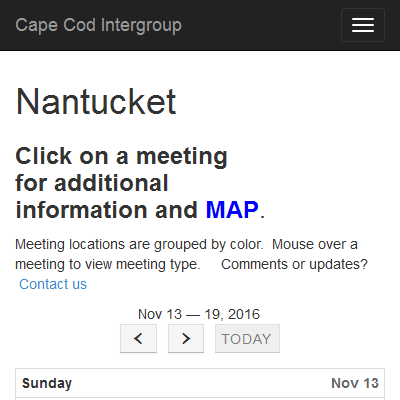 Cape Cod Intergroup
Nantucket
Click on a meeting
for additional
information and MAP.
Meeting locations are grouped by color.  Mouse over a
meeting to view meeting type.     Comments or updates?
Contact us
Nov 13 — 19, 2016
TODAY
Sunday Nov 13